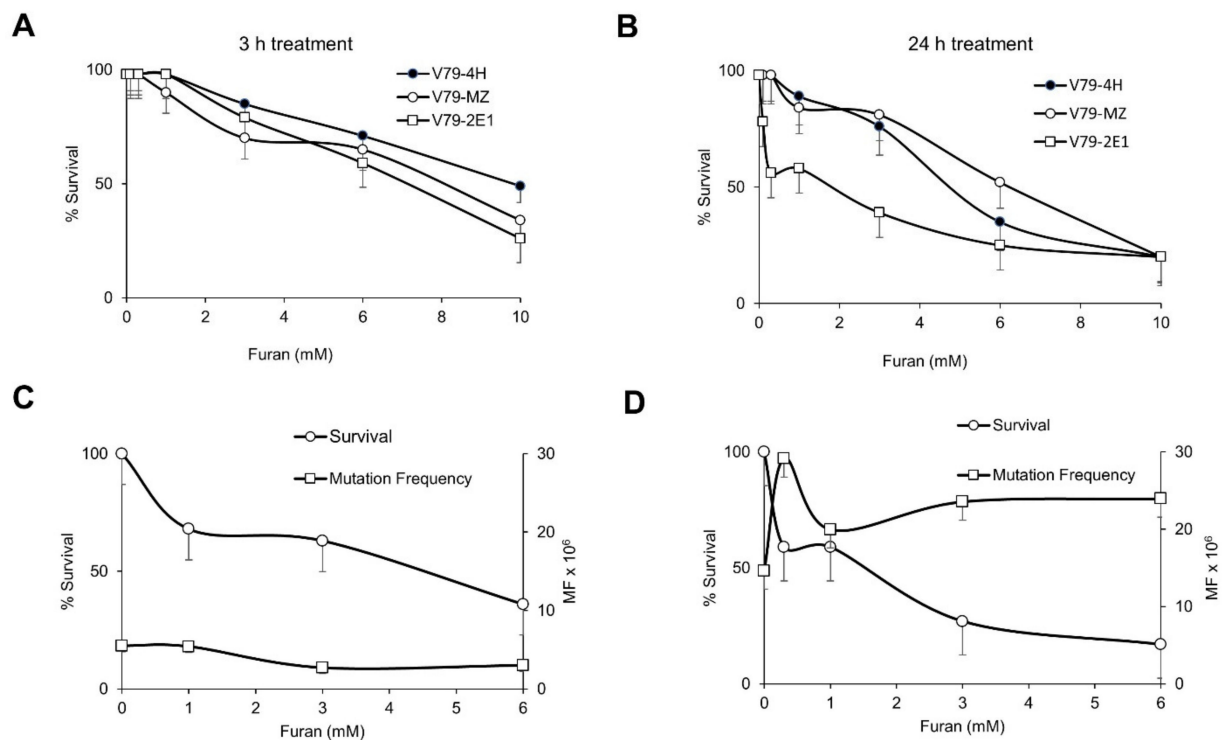 A
3 h treatment
% Survival
100
50
0
V79-4H
V79-MZ
V79-2E1
0 2 4 6 8 10
Furan (mM)
B
24 h treatment
% Survival
100
50
0
V79-4H
V79-MZ
V79-2E1
0 2 4 6 8 10
Furan (mM)
C
Survival
Mutation Frequency
% Survival
100
50
0
30
20
10
0
MF x 10⁶
0 1 2 3 4 5 6
Furan (mM)
D
Survival
Mutation Frequency
% Survival
100
50
0
30
20
10
0
MF x 10⁶
0 1 2 3 4 5 6
Furan (mM)